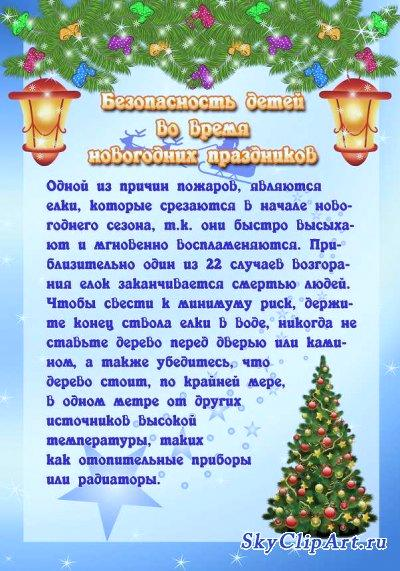 Безопасность детей
во время
новогодних праздников
Одной из причин пожаров, являются
елки, которые срезаются в начале ново-
годнего сезона, т.к. они быстро высыха-
ют и мгновенно воспламеняются. При-
близительно один из 22 случаев возгора-
ния елок заканчивается смертью людей.
Чтобы свести к минимуму риск, держи-
те конец ствола елки в воде, никогда не
ставьте дерево перед дверью или ками-
ном, а также убедитесь, что
дерево стоит, по крайней мере,
в одном метре от других
источников высокой
температуры, таких
как отопительные приборы
или радиаторы.
SkyClipArt.ru